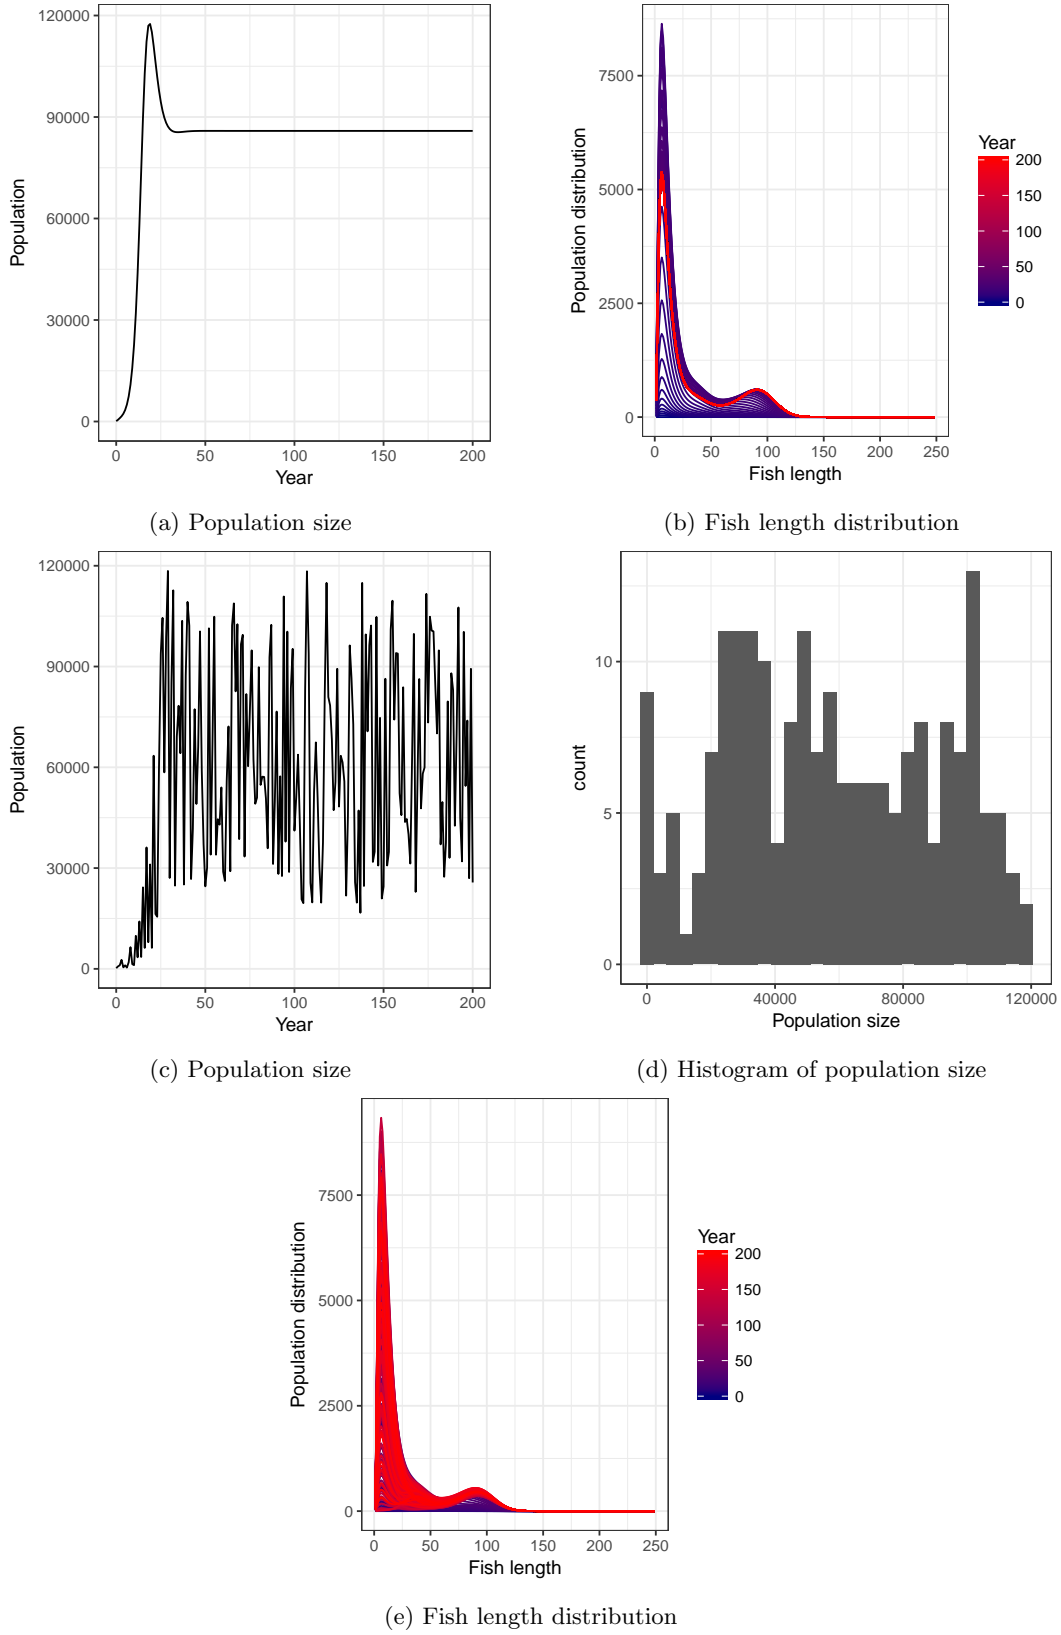 120000
90000
60000
30000
0
Population
0 50 100 150 200
Year
(a) Population size
7500
5000
2500
0
Population distribution
0 50 100 150 200 250
Fish length
Year
200
150
100
50
0
(b) Fish length distribution
120000
90000
60000
30000
0
Population
0 50 100 150 200
Year
(c) Population size
10
5
0
count
0 40000 80000 120000
Population size
(d) Histogram of population size
7500
5000
2500
0
Population distribution
0 50 100 150 200 250
Fish length
Year
200
150
100
50
0
(e) Fish length distribution